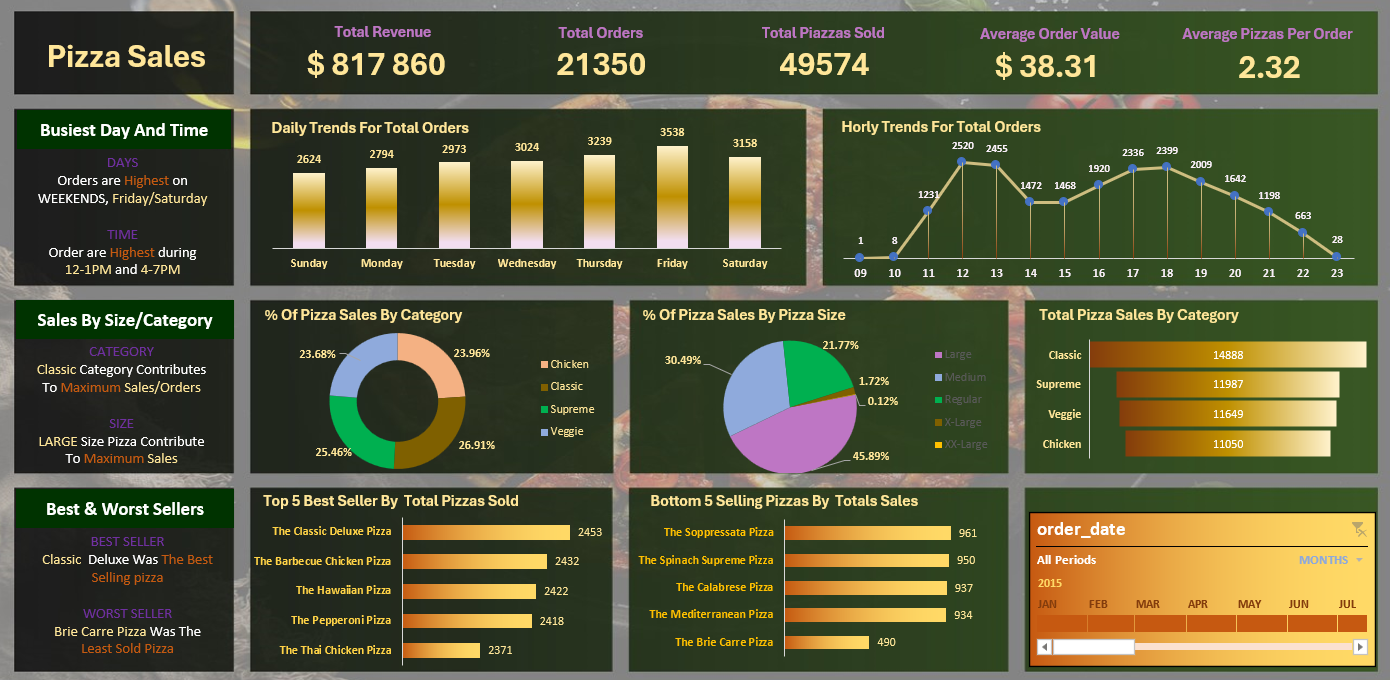 Pizza Sales
Total Revenue
$ 817 860
Total Orders
21350
Total Piazzas Sold
49574
Average Order Value
$ 38.31
Average Pizzas Per Order
2.32
Busiest Day And Time
DAYS
Orders are Highest on
WEEKENDS, Friday/Saturday
TIME
Order are Highest during
12-1PM and 4-7PM
Daily Trends For Total Orders
2624 2794 2973 3024 3239 3538 3158
Sunday Monday Tuesday Wednesday Thursday Friday Saturday
Horly Trends For Total Orders
1 8 1231 2520 2455 1472 1468 1920 2336 2399 2009 1642 1198 663 28
09 10 11 12 13 14 15 16 17 18 19 20 21 22 23
Sales By Size/Category
CATEGORY
Classic Category Contributes
To Maximum Sales/Orders
SIZE
LARGE Size Pizza Contribute
To Maximum Sales
% Of Pizza Sales By Category
23.68%
23.96%
25.46%
26.91%
Chicken
Classic
Supreme
Veggie
% Of Pizza Sales By Pizza Size
21.77%
30.49%
1.72%
0.12%
45.89%
Large
Medium
Regular
X-Large
XX-Large
Total Pizza Sales By Category
Classic 14888
Supreme 11987
Veggie 11649
Chicken 11050
Best & Worst Sellers
BEST SELLER
Classic Deluxe Was The Best
Selling pizza
WORST SELLER
Brie Carre Pizza Was The
Least Sold Pizza
Top 5 Best Seller By Total Pizzas Sold
The Classic Deluxe Pizza 2453
The Barbecue Chicken Pizza 2432
The Hawaiian Pizza 2422
The Pepperoni Pizza 2418
The Thai Chicken Pizza 2371
Bottom 5 Selling Pizzas By Totals Sales
The Soppressata Pizza 961
The Spinach Supreme Pizza 950
The Calabrese Pizza 937
The Mediterranean Pizza 934
The Brie Carre Pizza 490
order_date
All Periods MONTHS
2015
JAN FEB MAR APR MAY JUN JUL